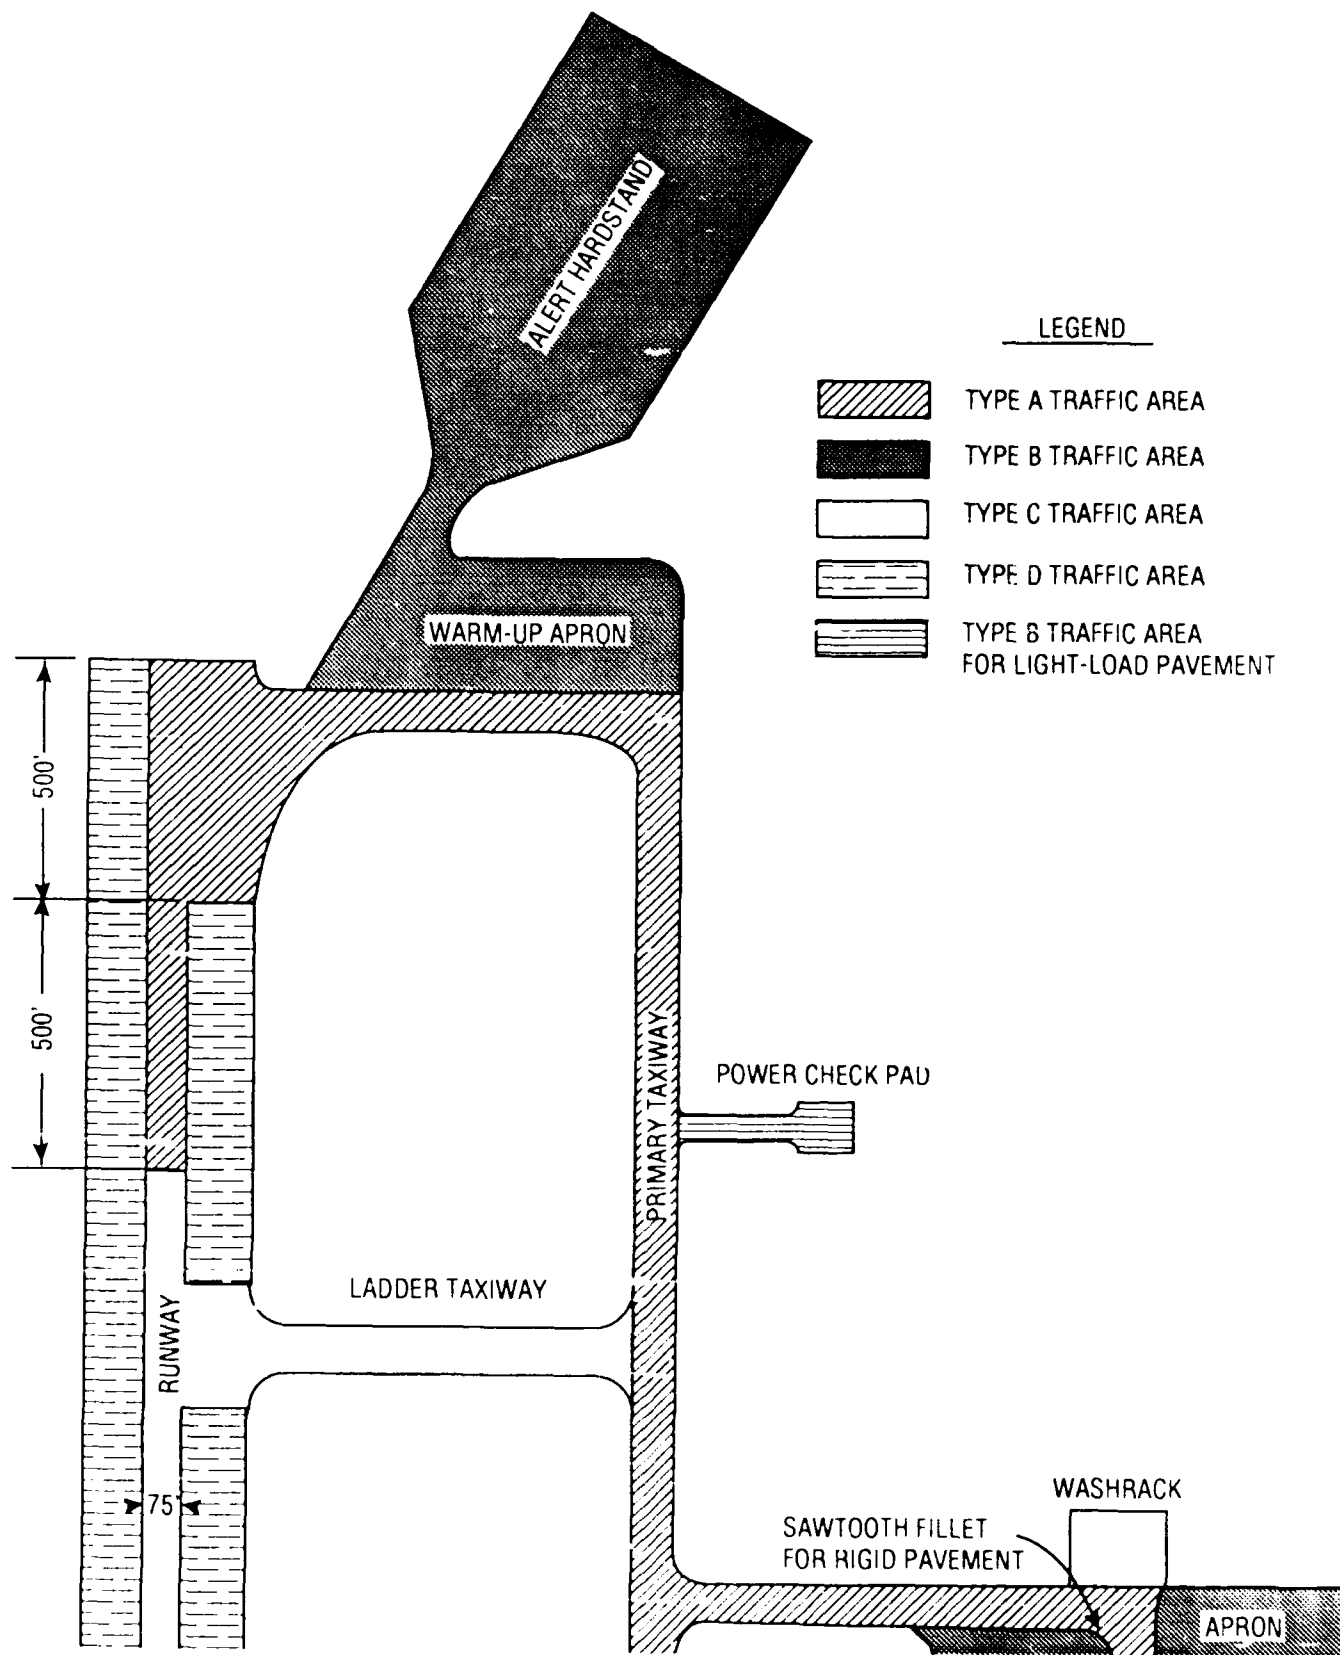 ALERT HARDSTAND
LEGEND
TYPE A TRAFFIC AREA
TYPE B TRAFFIC AREA
TYPE C TRAFFIC AREA
TYPE D TRAFFIC AREA
TYPE B TRAFFIC AREA
FOR LIGHT-LOAD PAVEMENT
WARM-UP APRON
500'
500'
PRIMARY TAXIWAY
POWER CHECK PAD
LADDER TAXIWAY
RUNWAY
75'
WASHRACK
SAWTOOTH FILLET
FOR RIGID PAVEMENT
APRON